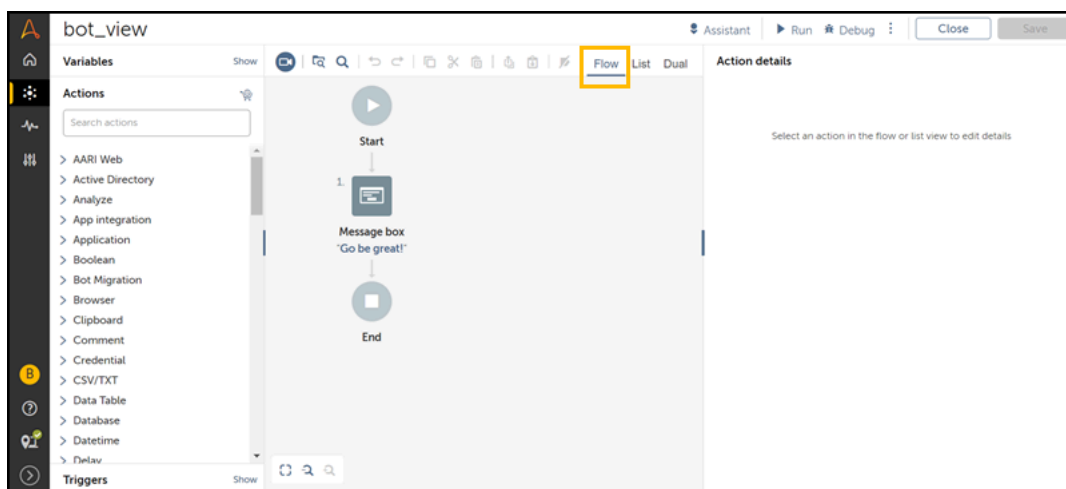 bot_view
Assistant
Run
Debug
Close
Save
Variables
Show
Flow
List
Dual
Action details
Actions
Search actions
AARI Web
Active Directory
Analyze
App integration
Application
Boolean
Bot Migration
Browser
Clipboard
Comment
Credential
CSV/TXT
Data Table
Database
Datetime
Delay
Triggers
Show
Start
1.
Message box
"Go be great!"
End
Select an action in the flow or list view to edit details
B